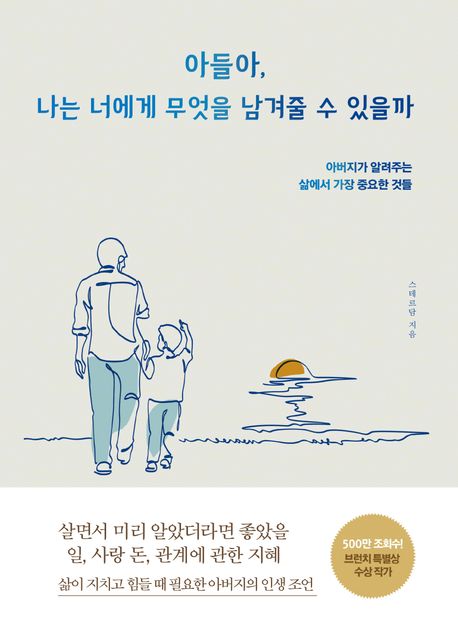 아들아,
나는 너에게 무엇을 남겨줄 수 있을까
아버지가 알려주는
삶에서 가장 중요한 것들
스테르담 지음
살면서 미리 알았더라면 좋았을
일, 사랑 돈, 관계에 관한 지혜
삶이 지치고 힘들 때 필요한 아버지의 인생 조언
500만 조회수!
브런치 특별상
수상 작가